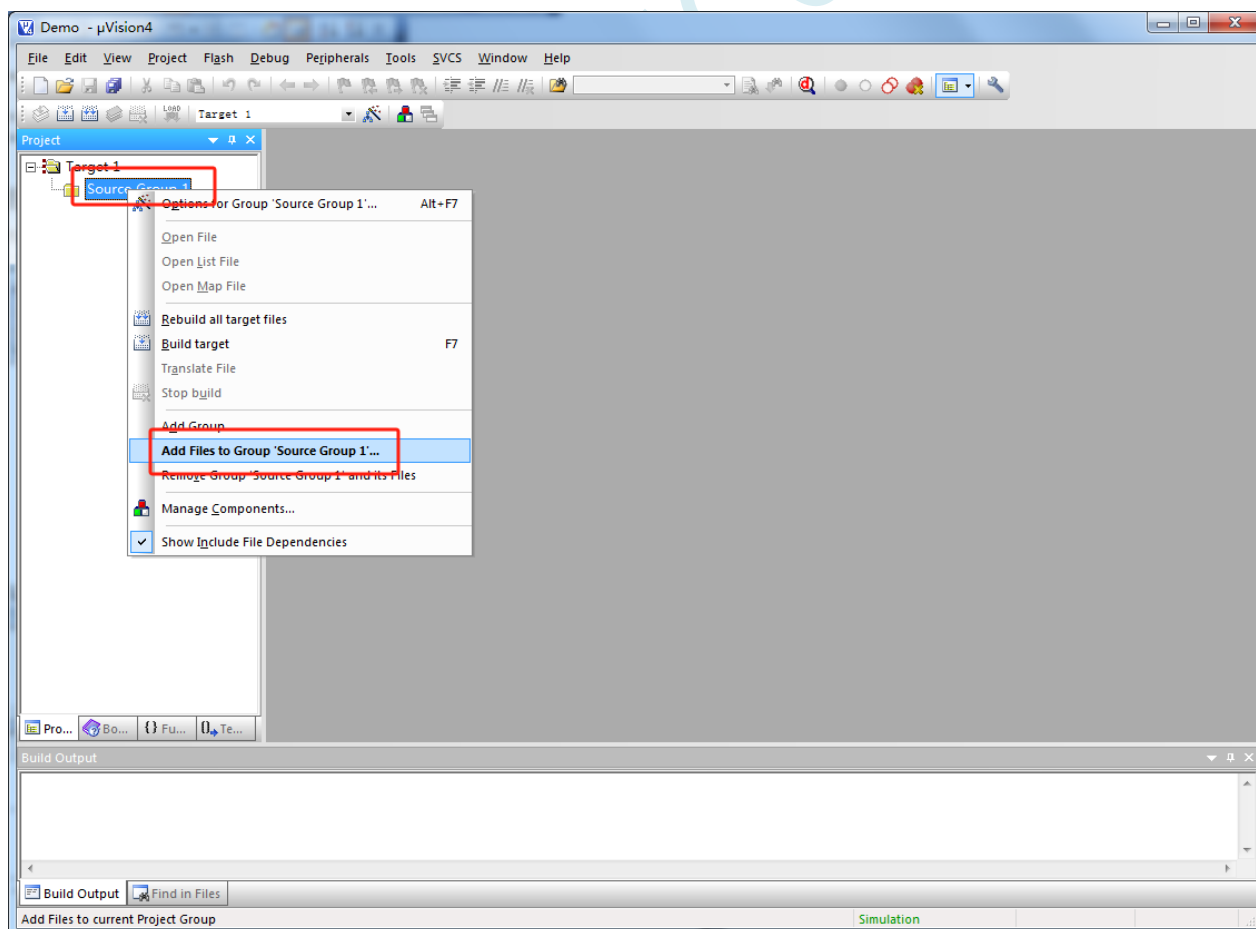 Demo - µVision4
File Edit View Project Flash Debug Peripherals Tools SVCS Window Help
LOAD Target 1
Project
Target 1
Source Group 1
Options for Group 'Source Group 1'... Alt+F7
Open File
Open List File
Open Map File
Rebuild all target files
Build target F7
Translate File
Stop build
Add Group
Add Files to Group 'Source Group 1'...
Remove Group 'Source Group 1' and its Files
Manage Components...
Show Include File Dependencies
Pro... Bo... {} Fu... 0 Te...
Build Output
Build Output Find in Files
Add Files to current Project Group Simulation